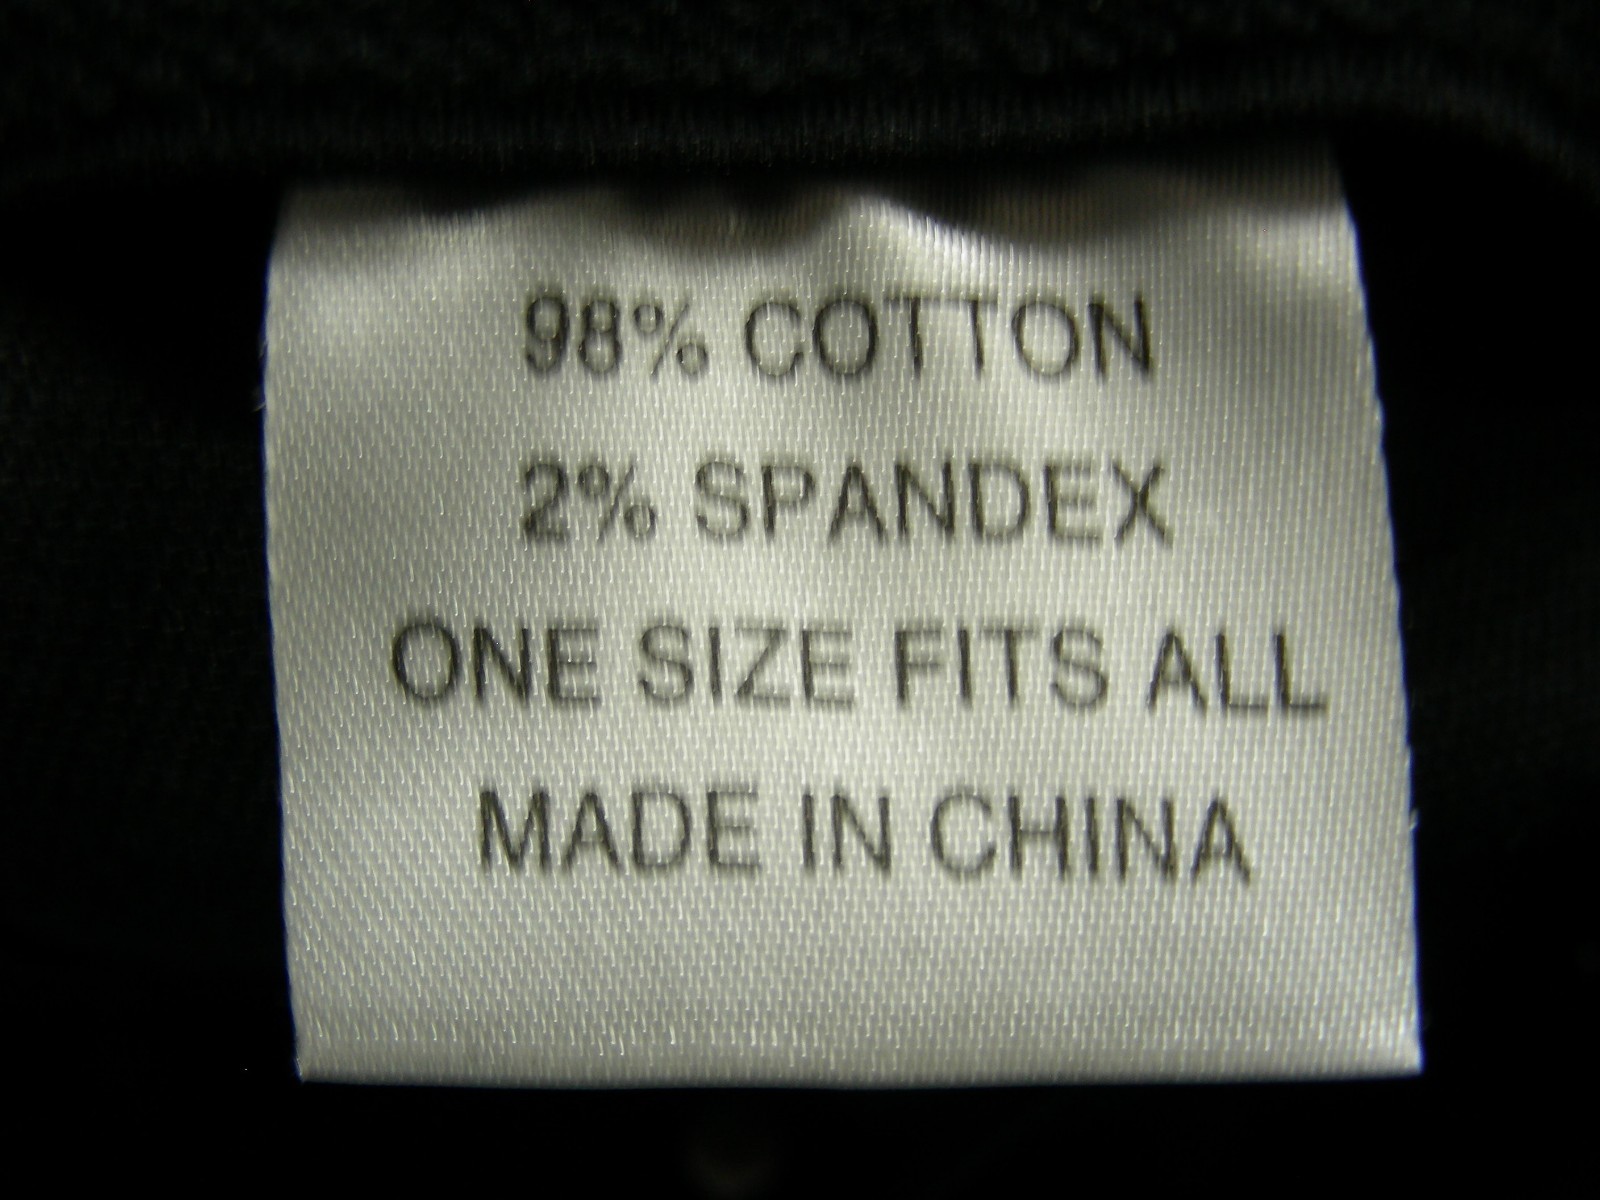 98% COTTON
2% SPANDEX
ONE SIZE FITS ALL
MADE IN CHINA